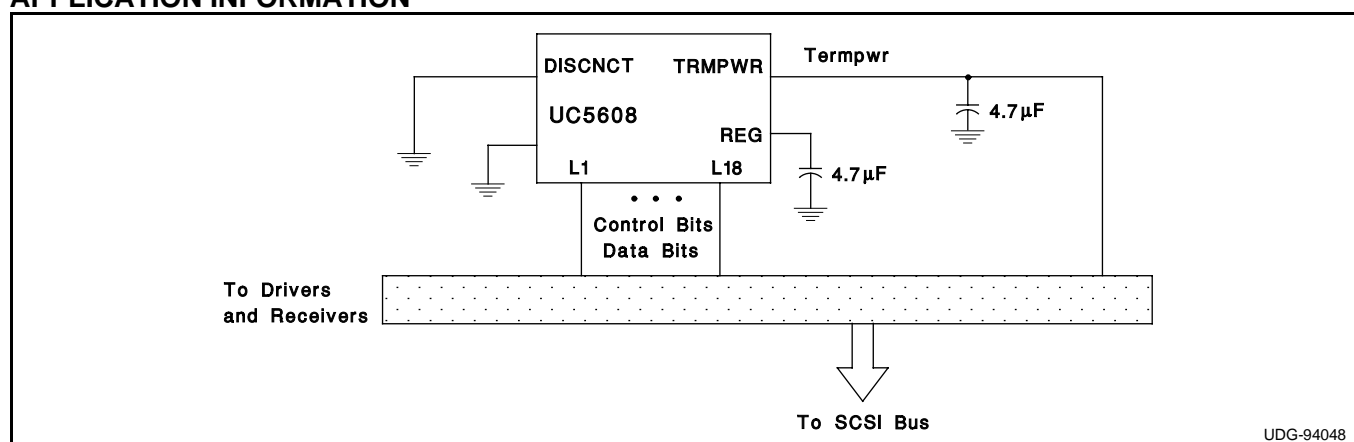 APPLICATION INFORMATION
DISCNCT
TRMPWR
Termpwr
UC5608
4.7µF
REG
L1
L18
4.7µF
• • •
Control Bits
Data Bits
To Drivers
and Receivers
To SCSI Bus
UDG-94048